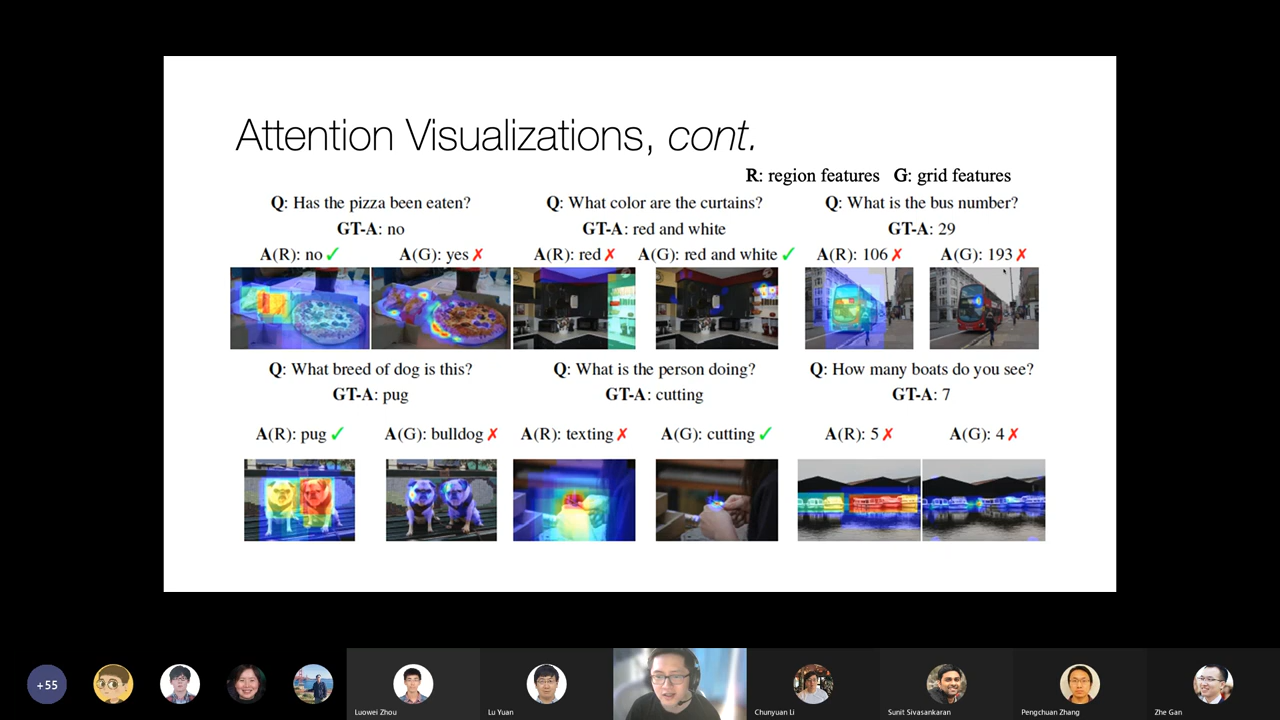 Attention Visualizations, cont.
R: region features G: grid features
Q: Has the pizza been eaten?
GT-A: no
A(R): no ✓ A(G): yes ✗
Q: What color are the curtains?
GT-A: red and white
A(R): red ✗ A(G): red and white ✓
Q: What is the bus number?
GT-A: 29
A(R): 106 ✗ A(G): 193 ✗
Q: What breed of dog is this?
GT-A: pug
A(R): pug ✓ A(G): bulldog ✗
Q: What is the person doing?
GT-A: cutting
A(R): texting ✗ A(G): cutting ✓
Q: How many boats do you see?
GT-A: 7
A(R): 5 ✗ A(G): 4 ✗
+55
Luowei Zhou
Lu Yuan
Chunyuan Li
Sunit Sivasankaran
Pengchuan Zhang
Zhe Gan